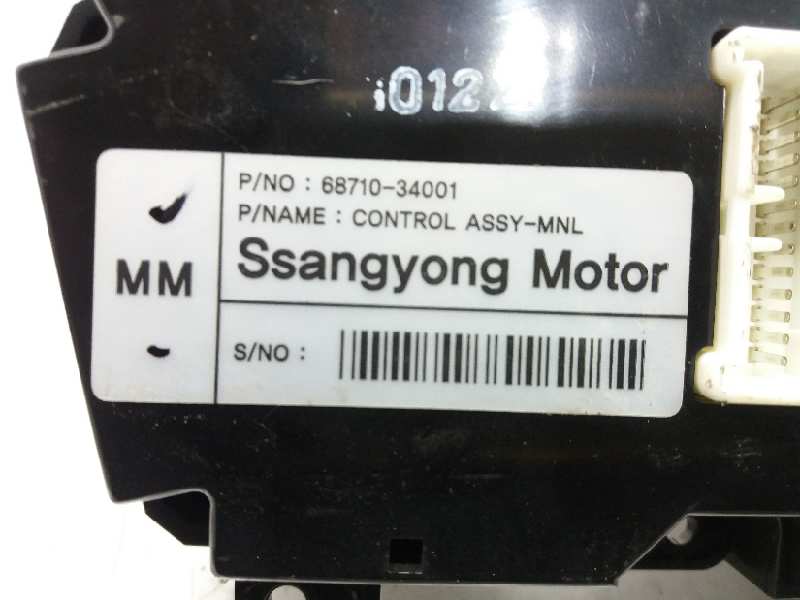 P/NO : 68710-34001
P/NAME : CONTROL ASSY-MNL
MM
Ssangyong Motor
S/NO :